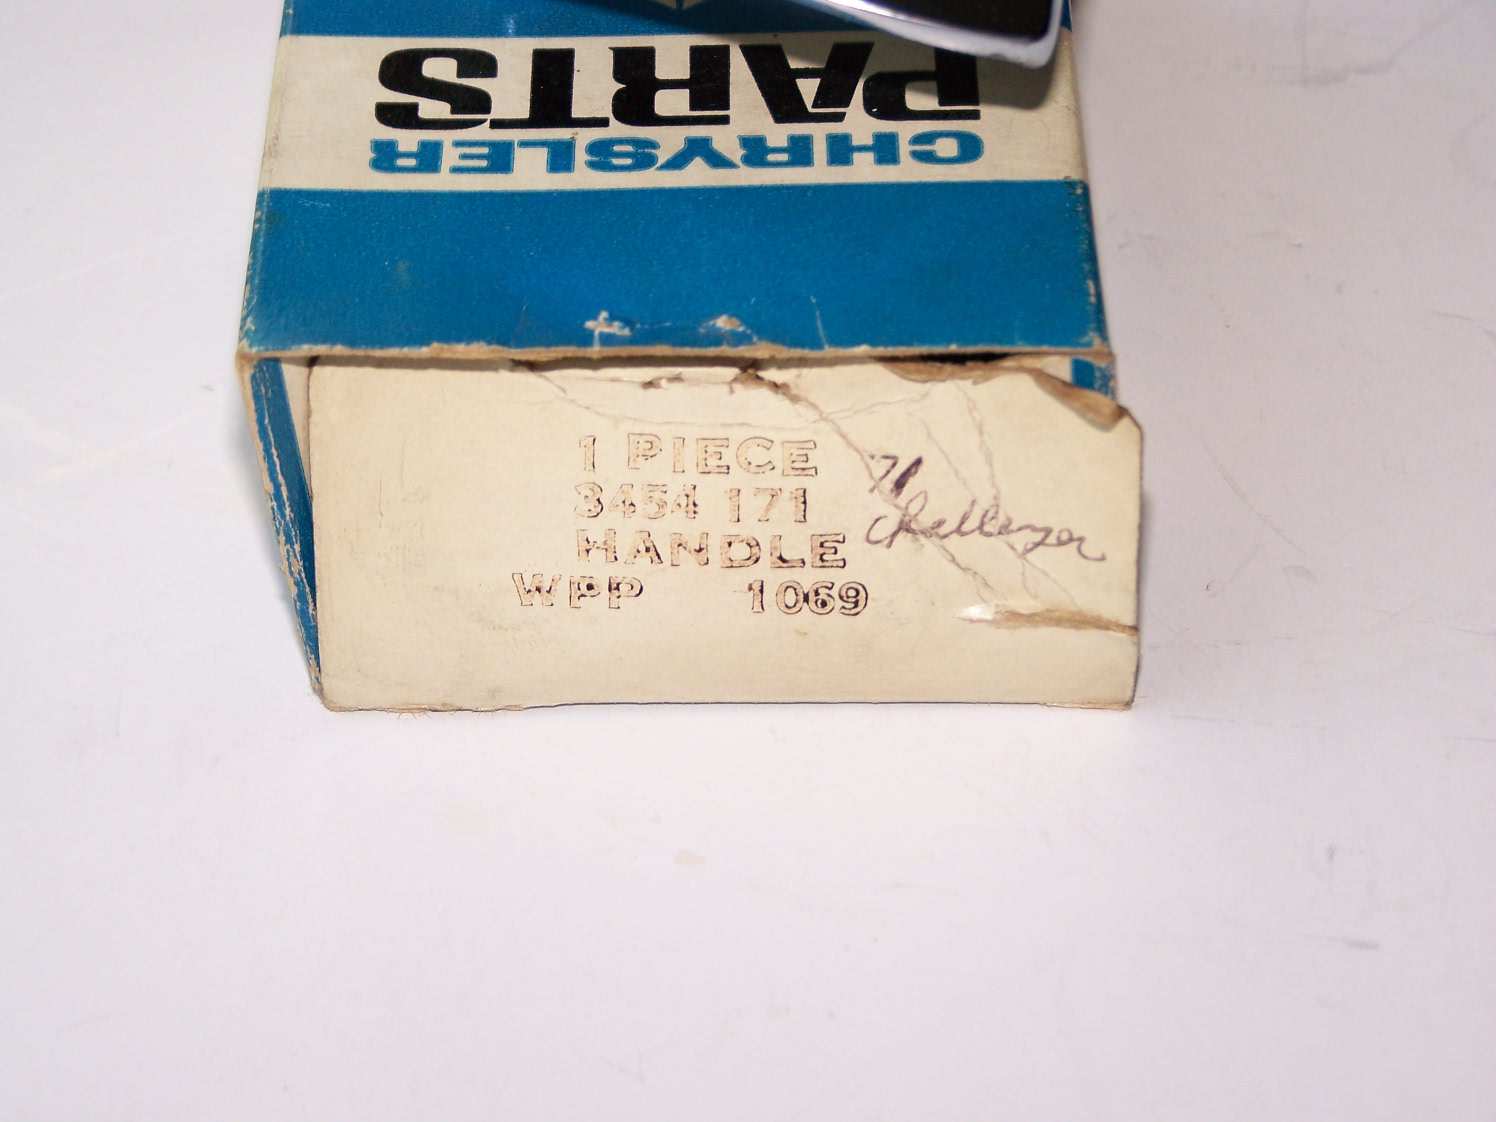 CHRYSLER
PARTS
1 PIECE
3454 171
HANDLE
WPP 1069
71
challenger